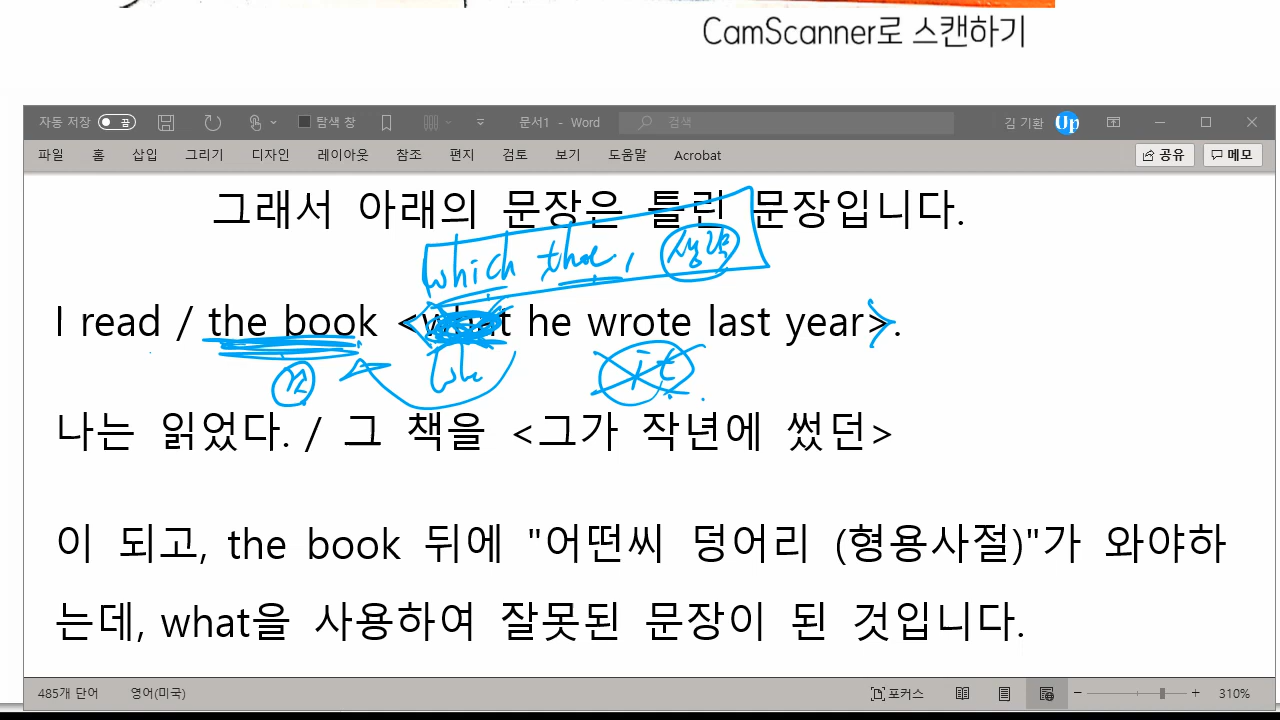 CamScanner로 스캔하기
자동 저장 끔 탐색 창 문서1 - Word 검색 김 기환 Up
파일 홈 삽입 그리기 디자인 레이아웃 참조 편지 검토 보기 도움말 Acrobat 공유 메모
그래서 아래의 문장은 틀린 문장입니다.
which that, 생략
I read / the book <what he wrote last year>.
it
나는 읽었다. / 그 책을 <그가 작년에 썼던>
이 되고, the book 뒤에 "어떤씨 덩어리 (형용사절)"가 와야하
는데, what을 사용하여 잘못된 문장이 된 것입니다.
485개 단어 영어(미국) 포커스 310%